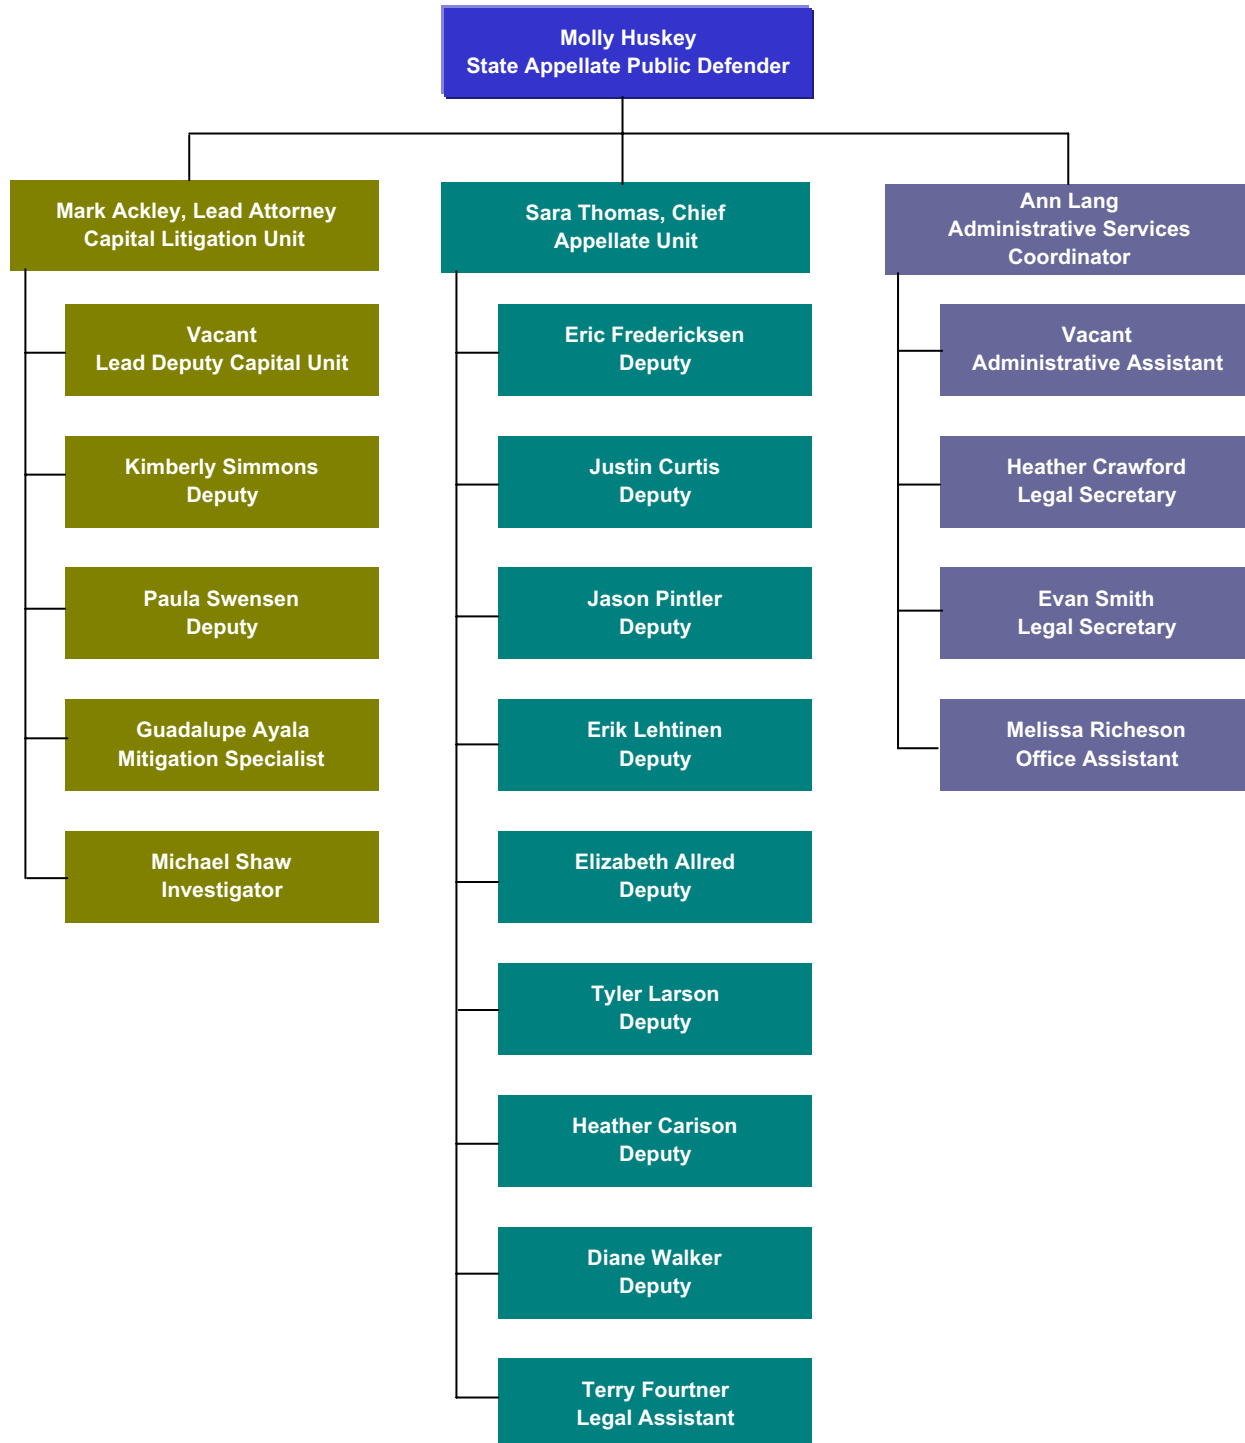 Molly Huskey
State Appellate Public Defender
Mark Ackley, Lead Attorney
Capital Litigation Unit
Vacant
Lead Deputy Capital Unit
Kimberly Simmons
Deputy
Paula Swensen
Deputy
Guadalupe Ayala
Mitigation Specialist
Michael Shaw
Investigator
Sara Thomas, Chief
Appellate Unit
Eric Fredericksen
Deputy
Justin Curtis
Deputy
Jason Pintler
Deputy
Erik Lehtinen
Deputy
Elizabeth Allred
Deputy
Tyler Larson
Deputy
Heather Carison
Deputy
Diane Walker
Deputy
Terry Fourtner
Legal Assistant
Ann Lang
Administrative Services
Coordinator
Vacant
Administrative Assistant
Heather Crawford
Legal Secretary
Evan Smith
Legal Secretary
Melissa Richeson
Office Assistant